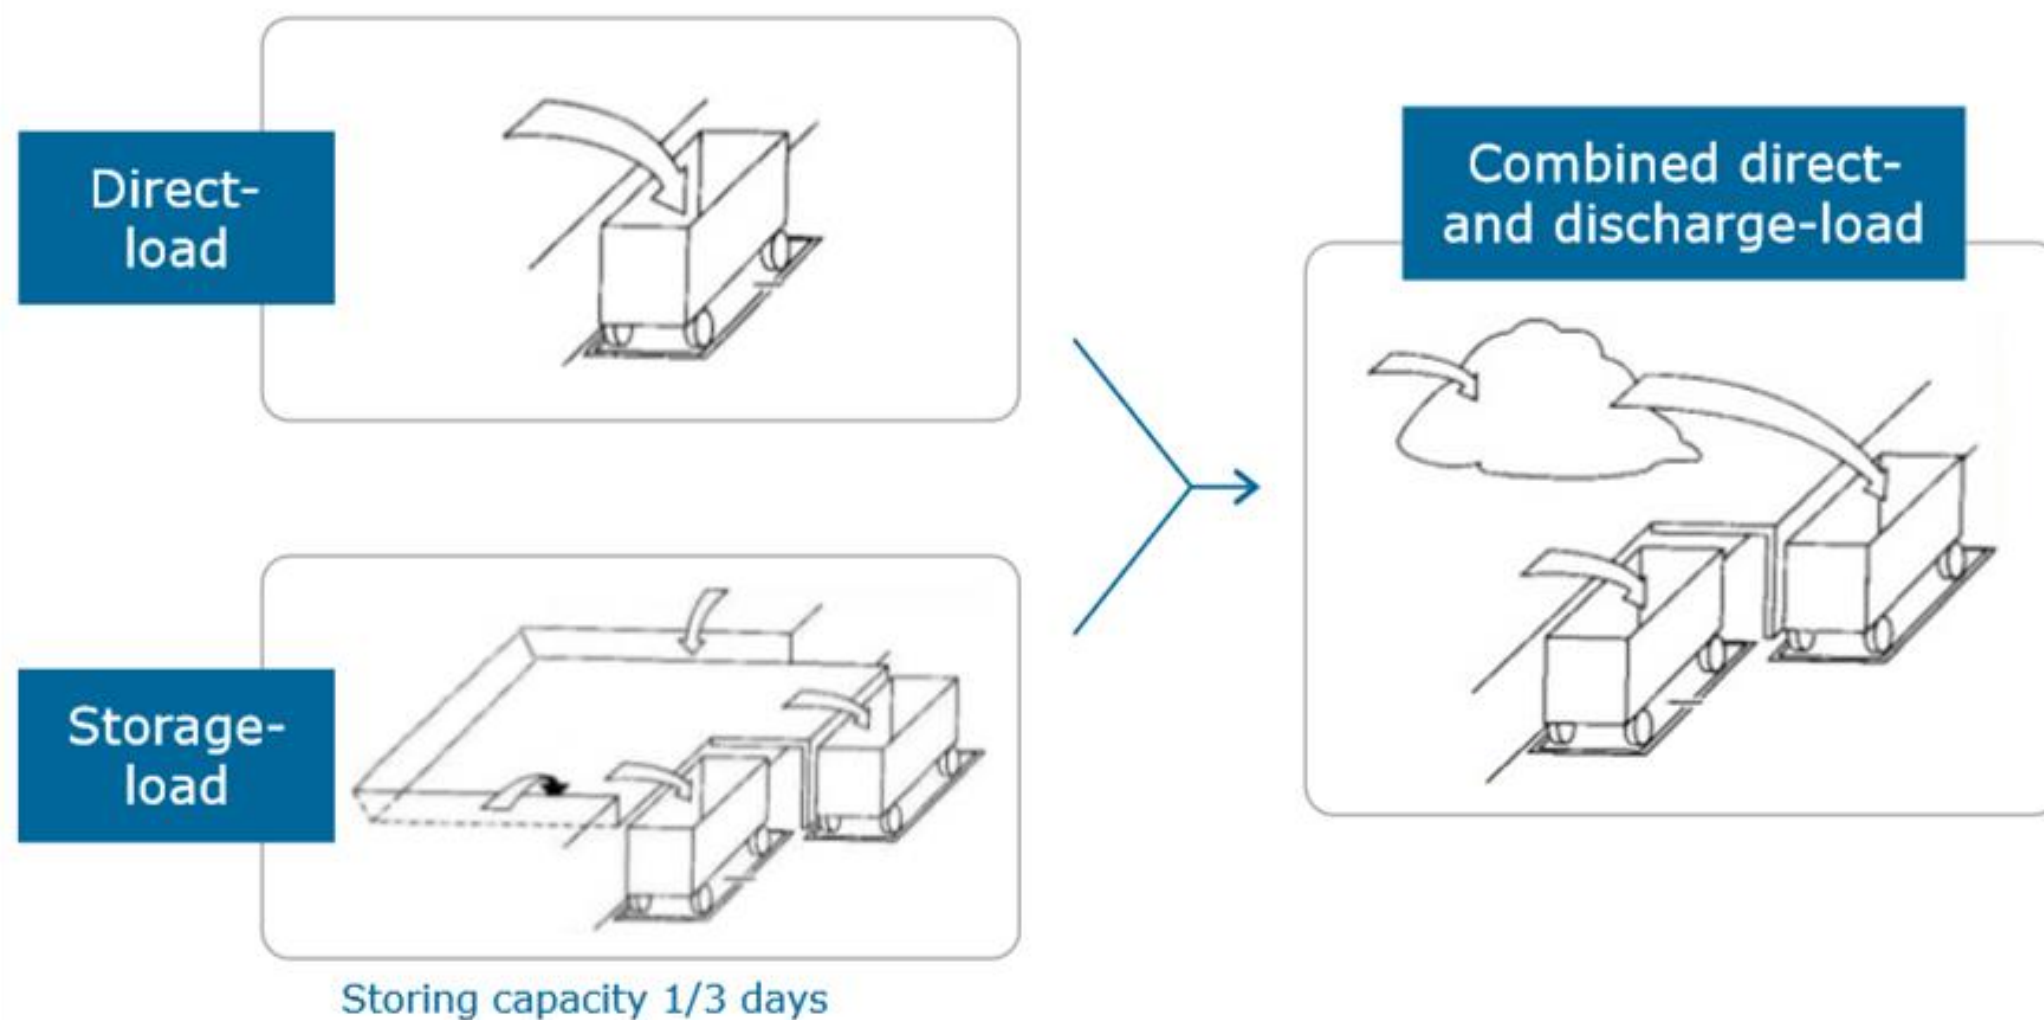 Direct-
load
Combined direct-
and discharge-load
Storage-
load
Storing capacity 1/3 days